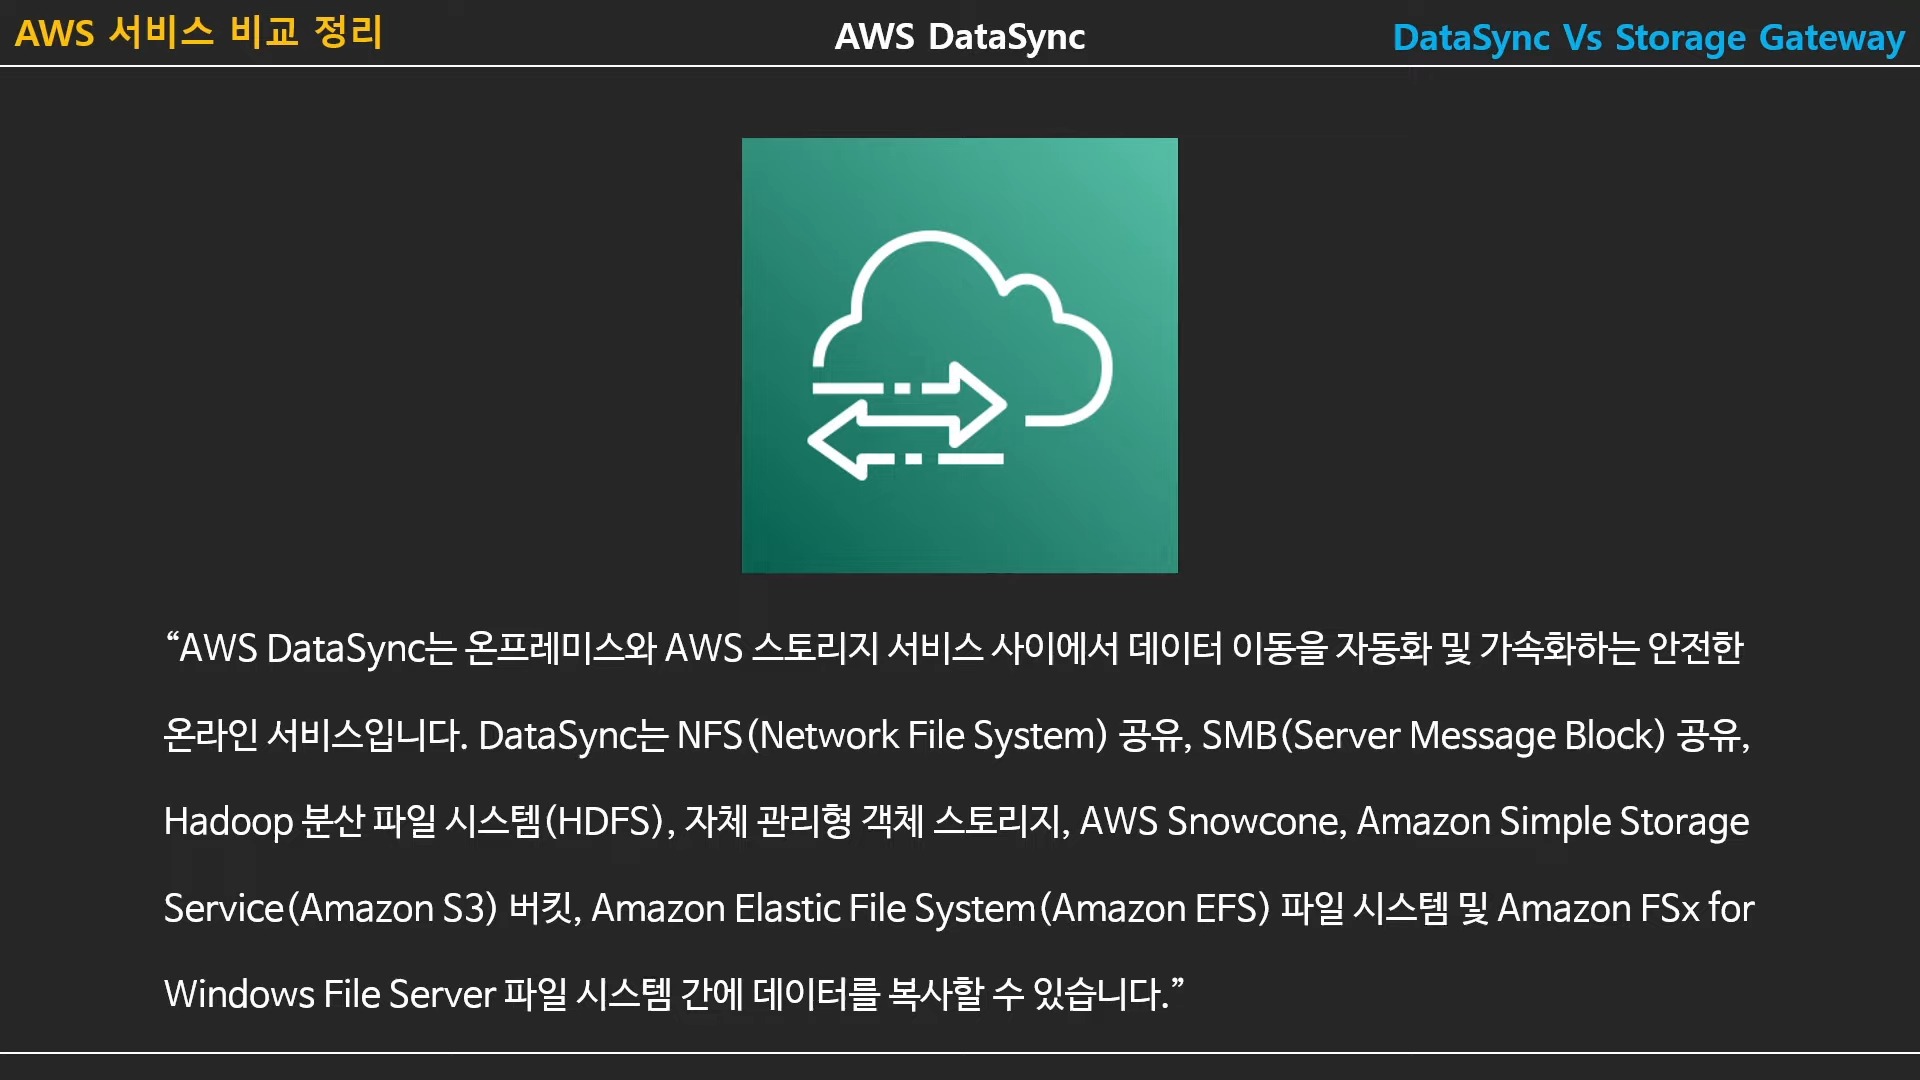 AWS 서비스 비교 정리
AWS DataSync
DataSync Vs Storage Gateway
“AWS DataSync는 온프레미스와 AWS 스토리지 서비스 사이에서 데이터 이동을 자동화 및 가속화하는 안전한
온라인 서비스입니다. DataSync는 NFS(Network File System) 공유, SMB(Server Message Block) 공유,
Hadoop 분산 파일 시스템(HDFS), 자체 관리형 객체 스토리지, AWS Snowcone, Amazon Simple Storage
Service(Amazon S3) 버킷, Amazon Elastic File System(Amazon EFS) 파일 시스템 및 Amazon FSx for
Windows File Server 파일 시스템 간에 데이터를 복사할 수 있습니다.”